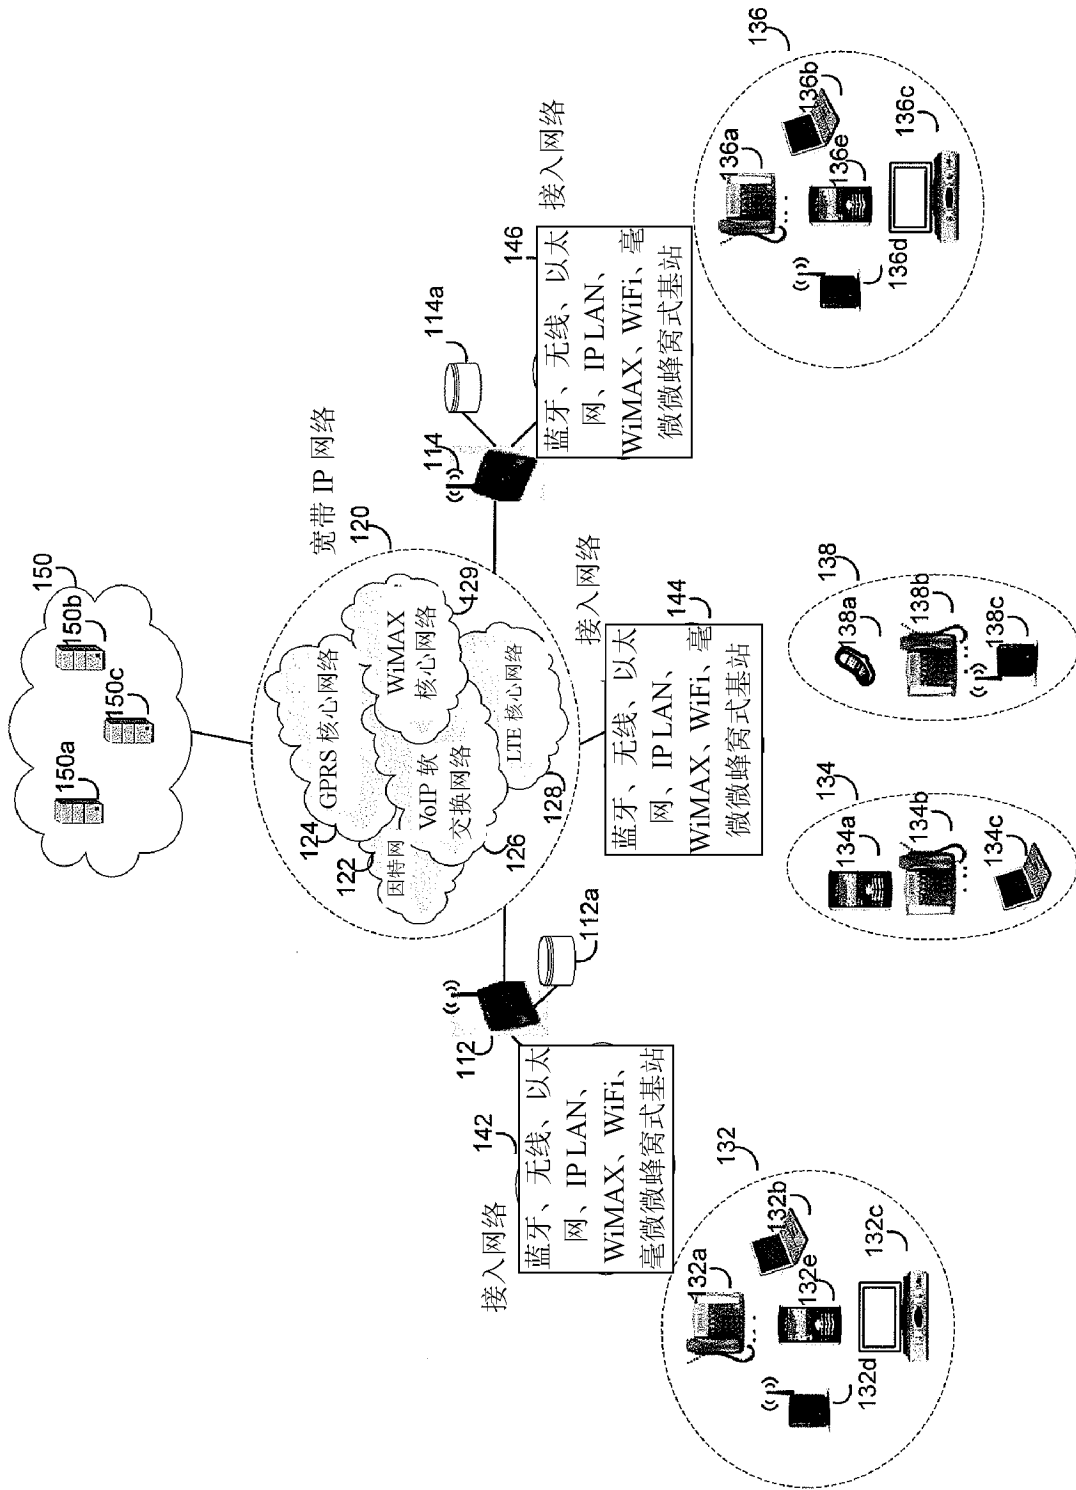 150
150a
150b
150c
宽带 IP 网络
120
124
GPRS 核心网络
122
因特网
VoIP 软
交换网络
126
WiMAX
核心网络
129
LTE 核心网络
128
112
112a
114
114a
接入网络
142
蓝牙、无线、以太
网、IP LAN、
WiMAX、WiFi、
毫微微蜂窝式基站
接入网络
144
蓝牙、无线、以太
网、IP LAN、
WiMAX、WiFi、毫
微微蜂窝式基站
接入网络
146
蓝牙、无线、以太
网、IP LAN、
WiMAX、WiFi、毫
微微蜂窝式基站
132
132a
132b
132e
132d
132c
134
134a
134b
134c
138
138a
138b
138c
136
136a
136b
136e
136d
136c